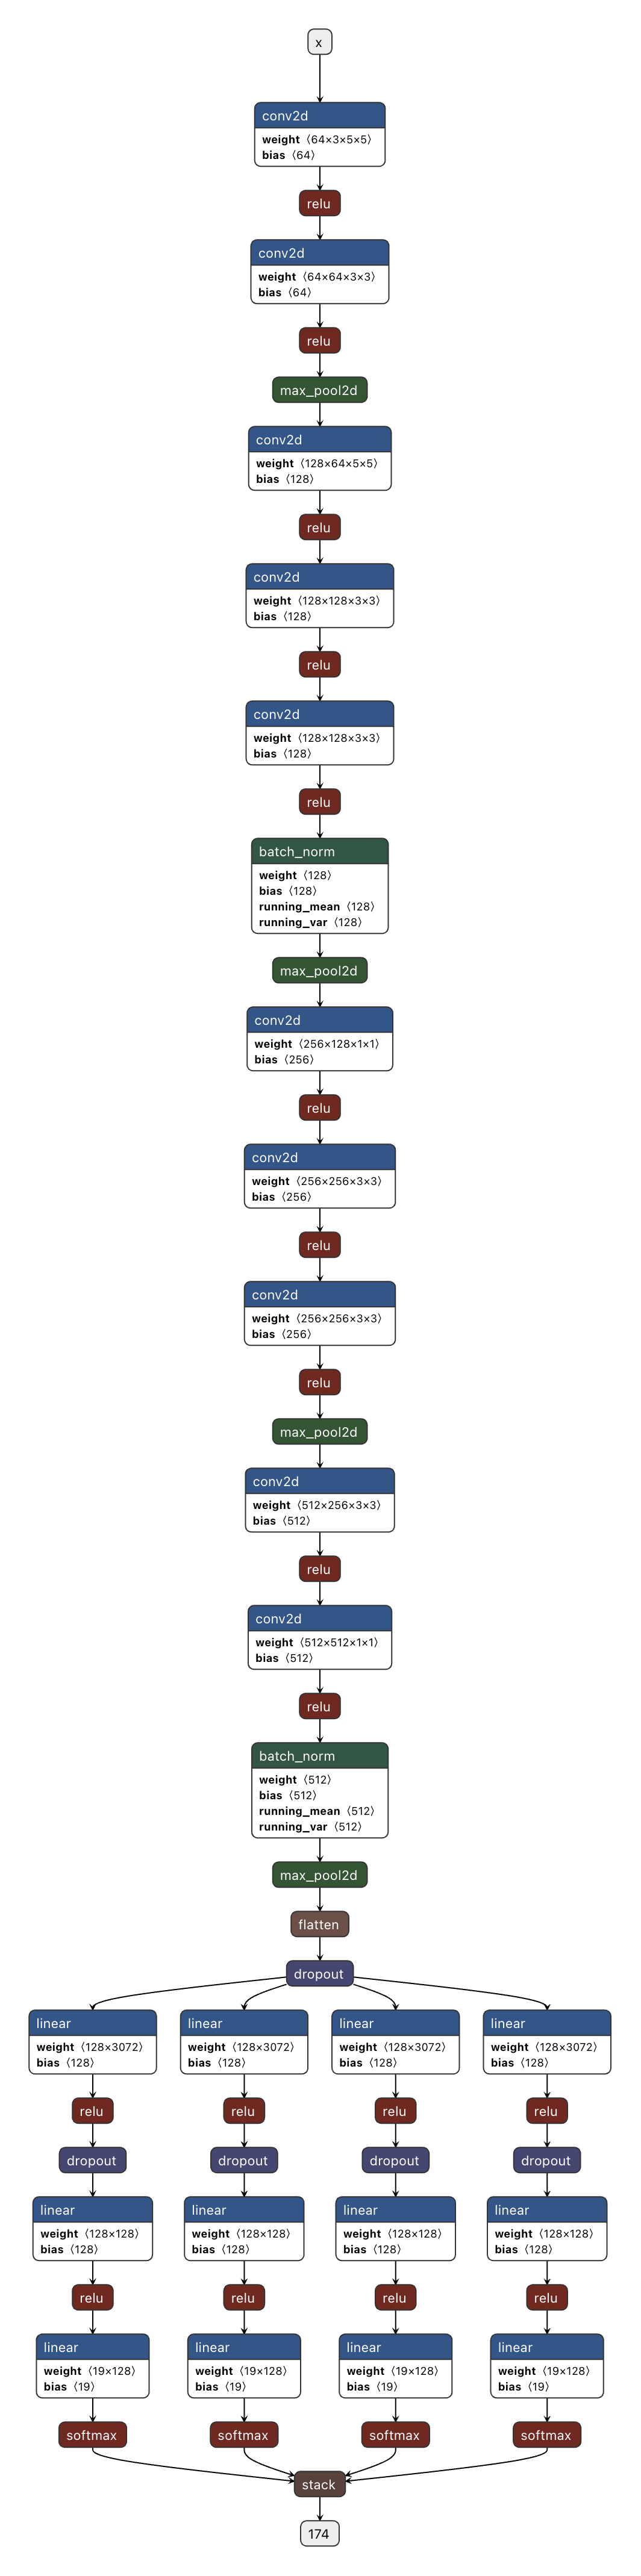 x
conv2d
weight 〈64×3×5×5〉
bias 〈64〉
relu
conv2d
weight 〈64×64×3×3〉
bias 〈64〉
relu
max_pool2d
conv2d
weight 〈128×64×5×5〉
bias 〈128〉
relu
conv2d
weight 〈128×128×3×3〉
bias 〈128〉
relu
conv2d
weight 〈128×128×3×3〉
bias 〈128〉
relu
batch_norm
weight 〈128〉
bias 〈128〉
running_mean 〈128〉
running_var 〈128〉
max_pool2d
conv2d
weight 〈256×128×1×1〉
bias 〈256〉
relu
conv2d
weight 〈256×256×3×3〉
bias 〈256〉
relu
conv2d
weight 〈256×256×3×3〉
bias 〈256〉
relu
max_pool2d
conv2d
weight 〈512×256×3×3〉
bias 〈512〉
relu
conv2d
weight 〈512×512×1×1〉
bias 〈512〉
relu
batch_norm
weight 〈512〉
bias 〈512〉
running_mean 〈512〉
running_var 〈512〉
max_pool2d
flatten
dropout
linear linear linear linear
weight 〈128×3072〉 weight 〈128×3072〉 weight 〈128×3072〉 weight 〈128×3072〉
bias 〈128〉 bias 〈128〉 bias 〈128〉 bias 〈128〉
relu relu relu relu
dropout dropout dropout dropout
linear linear linear linear
weight 〈128×128〉 weight 〈128×128〉 weight 〈128×128〉 weight 〈128×128〉
bias 〈128〉 bias 〈128〉 bias 〈128〉 bias 〈128〉
relu relu relu relu
linear linear linear linear
weight 〈19×128〉 weight 〈19×128〉 weight 〈19×128〉 weight 〈19×128〉
bias 〈19〉 bias 〈19〉 bias 〈19〉 bias 〈19〉
softmax softmax softmax softmax
stack
174